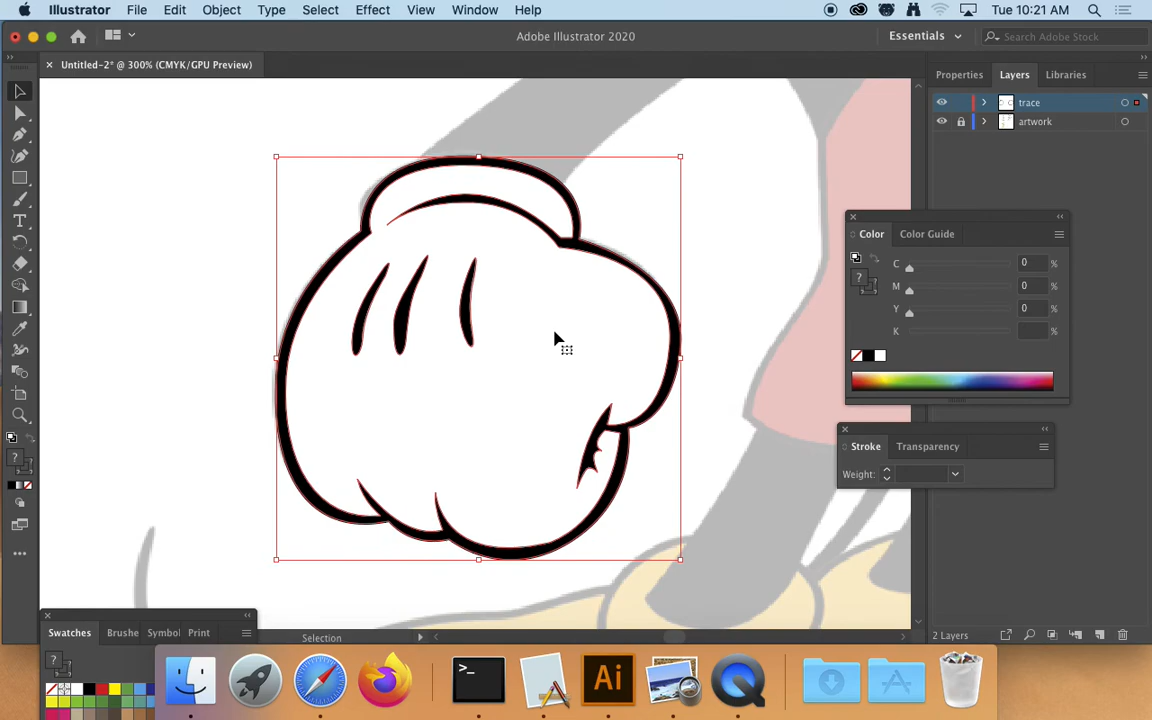 Illustrator File Edit Object Type Select Effect View Window Help Tue 10:21 AM
Adobe Illustrator 2020 Essentials Search Adobe Stock
× Untitled-2* @ 300% (CMYK/GPU Preview)
Properties Layers Libraries
trace
artwork
Color Color Guide
C 0 %
M 0 %
Y 0 %
K %
?
Stroke Transparency
Weight:
?
Swatches Brushe Symbol Print
?
Selection
2 Layers
>_
Ai